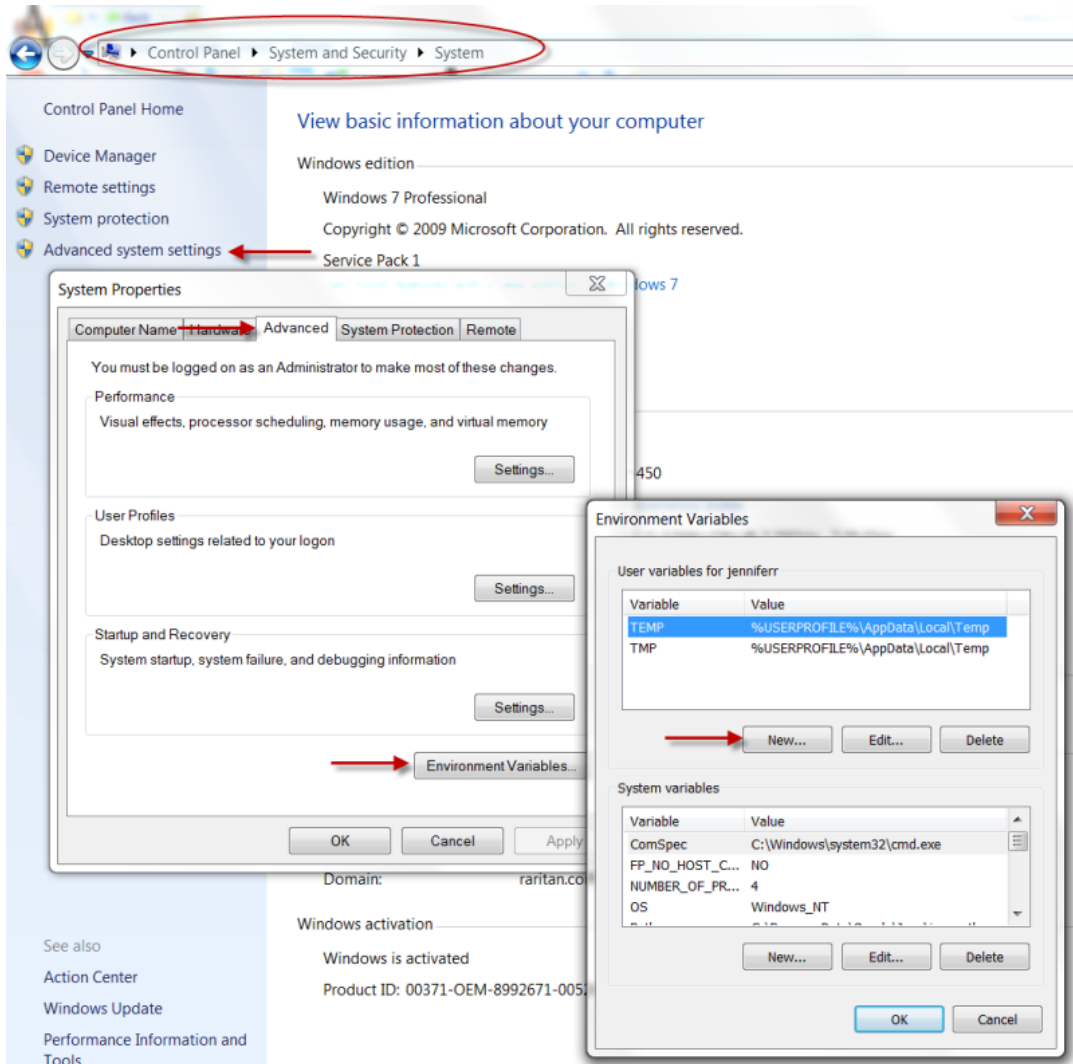 Control Panel ▸ System and Security ▸ System
Control Panel Home
Device Manager
Remote settings
System protection
Advanced system settings
View basic information about your computer
Windows edition
Windows 7 Professional
Copyright © 2009 Microsoft Corporation. All rights reserved.
Service Pack 1
dows 7
System Properties
Computer Name Hardware Advanced System Protection Remote
You must be logged on as an Administrator to make most of these changes.
Performance
Visual effects, processor scheduling, memory usage, and virtual memory
Settings...
User Profiles
Desktop settings related to your logon
Settings...
Startup and Recovery
System startup, system failure, and debugging information
Settings...
Environment Variables...
OK Cancel Apply
450
Environment Variables
User variables for jenniferr
Variable Value
TEMP %USERPROFILE%\AppData\Local\Temp
TMP %USERPROFILE%\AppData\Local\Temp
New... Edit... Delete
System variables
Variable Value
ComSpec C:\Windows\system32\cmd.exe
FP_NO_HOST_C... NO
NUMBER_OF_PR... 4
OS Windows_NT
New... Edit... Delete
OK Cancel
Domain: raritan.co
Windows activation
Windows is activated
Product ID: 00371-OEM-8992671-0052
See also
Action Center
Windows Update
Performance Information and
Tools